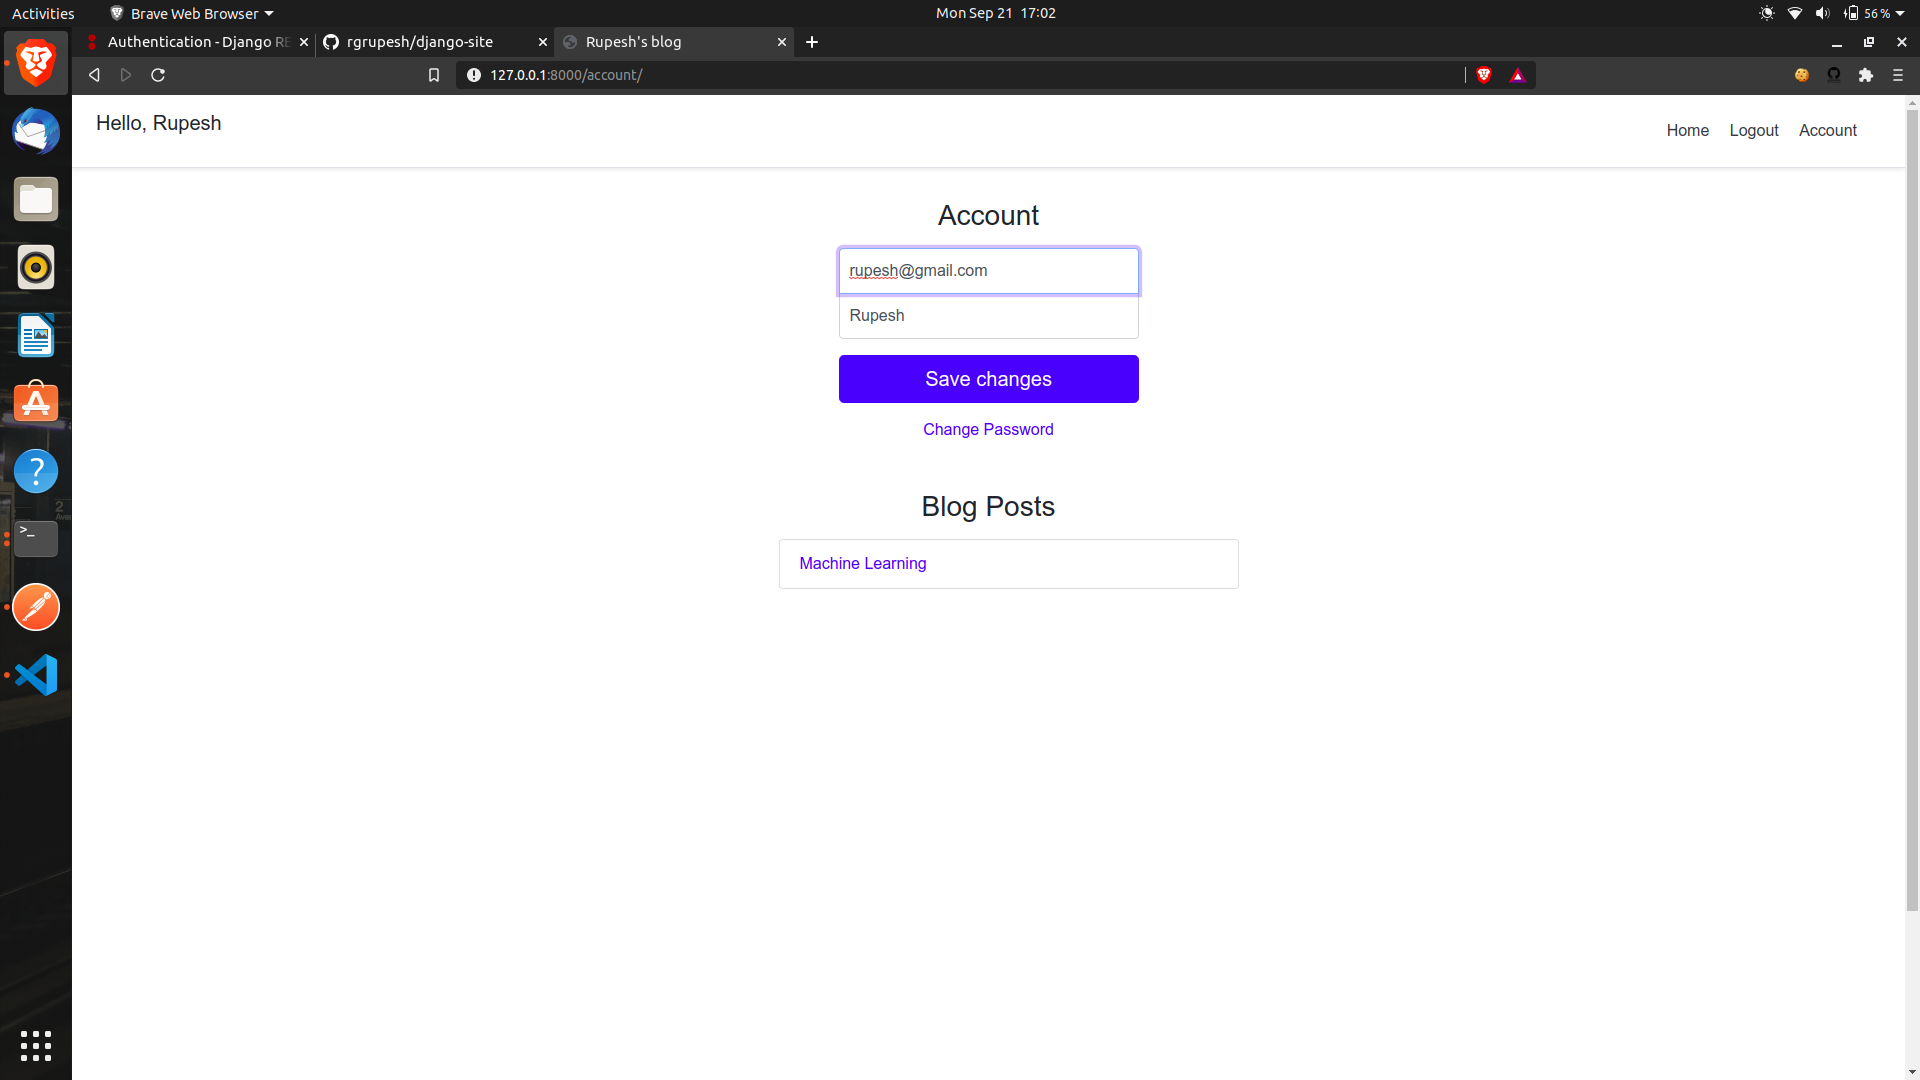 Activities
Brave Web Browser
Mon Sep 21 17:02
56 %
Authentication - Django RE
rgrupesh/django-site
Rupesh's blog
127.0.0.1:8000/account/
Hello, Rupesh
Home
Logout
Account
Account
rupesh@gmail.com
Rupesh
Save changes
Change Password
Blog Posts
Machine Learning